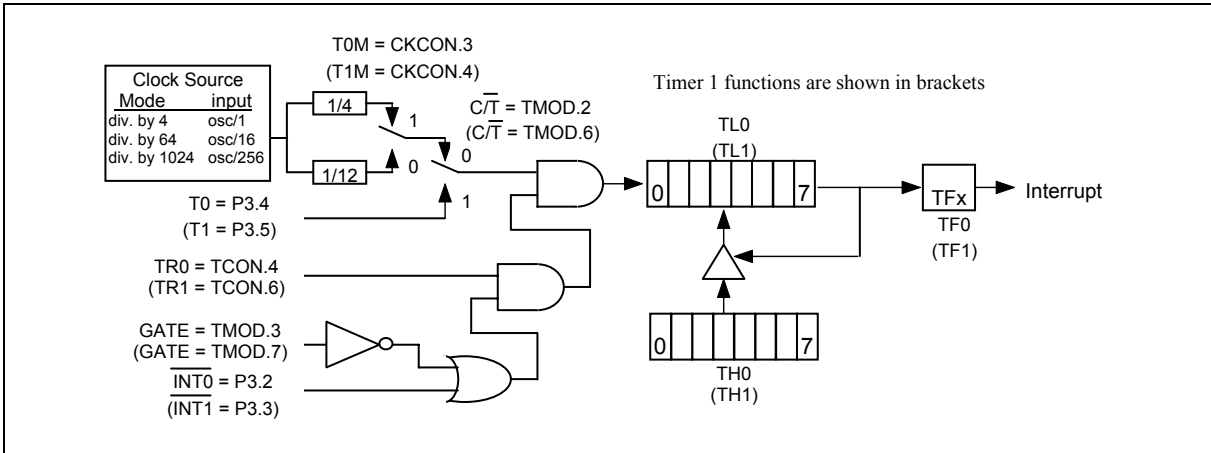 T0M = CKCON.3
(T1M = CKCON.4)
Timer 1 functions are shown in brackets
Clock Source
Mode input
div. by 4 osc/1
div. by 64 osc/16
div. by 1024 osc/256
1/4
1/12
1
0
C/T̅ = TMOD.2
(C/T̅ = TMOD.6)
0
1
TL0
(TL1)
0 7
TFx
TF0
(TF1)
Interrupt
T0 = P3.4
(T1 = P3.5)
TR0 = TCON.4
(TR1 = TCON.6)
GATE = TMOD.3
(GATE = TMOD.7)
I̅N̅T̅0̅ = P3.2
(I̅N̅T̅1̅ = P3.3)
0 7
TH0
(TH1)